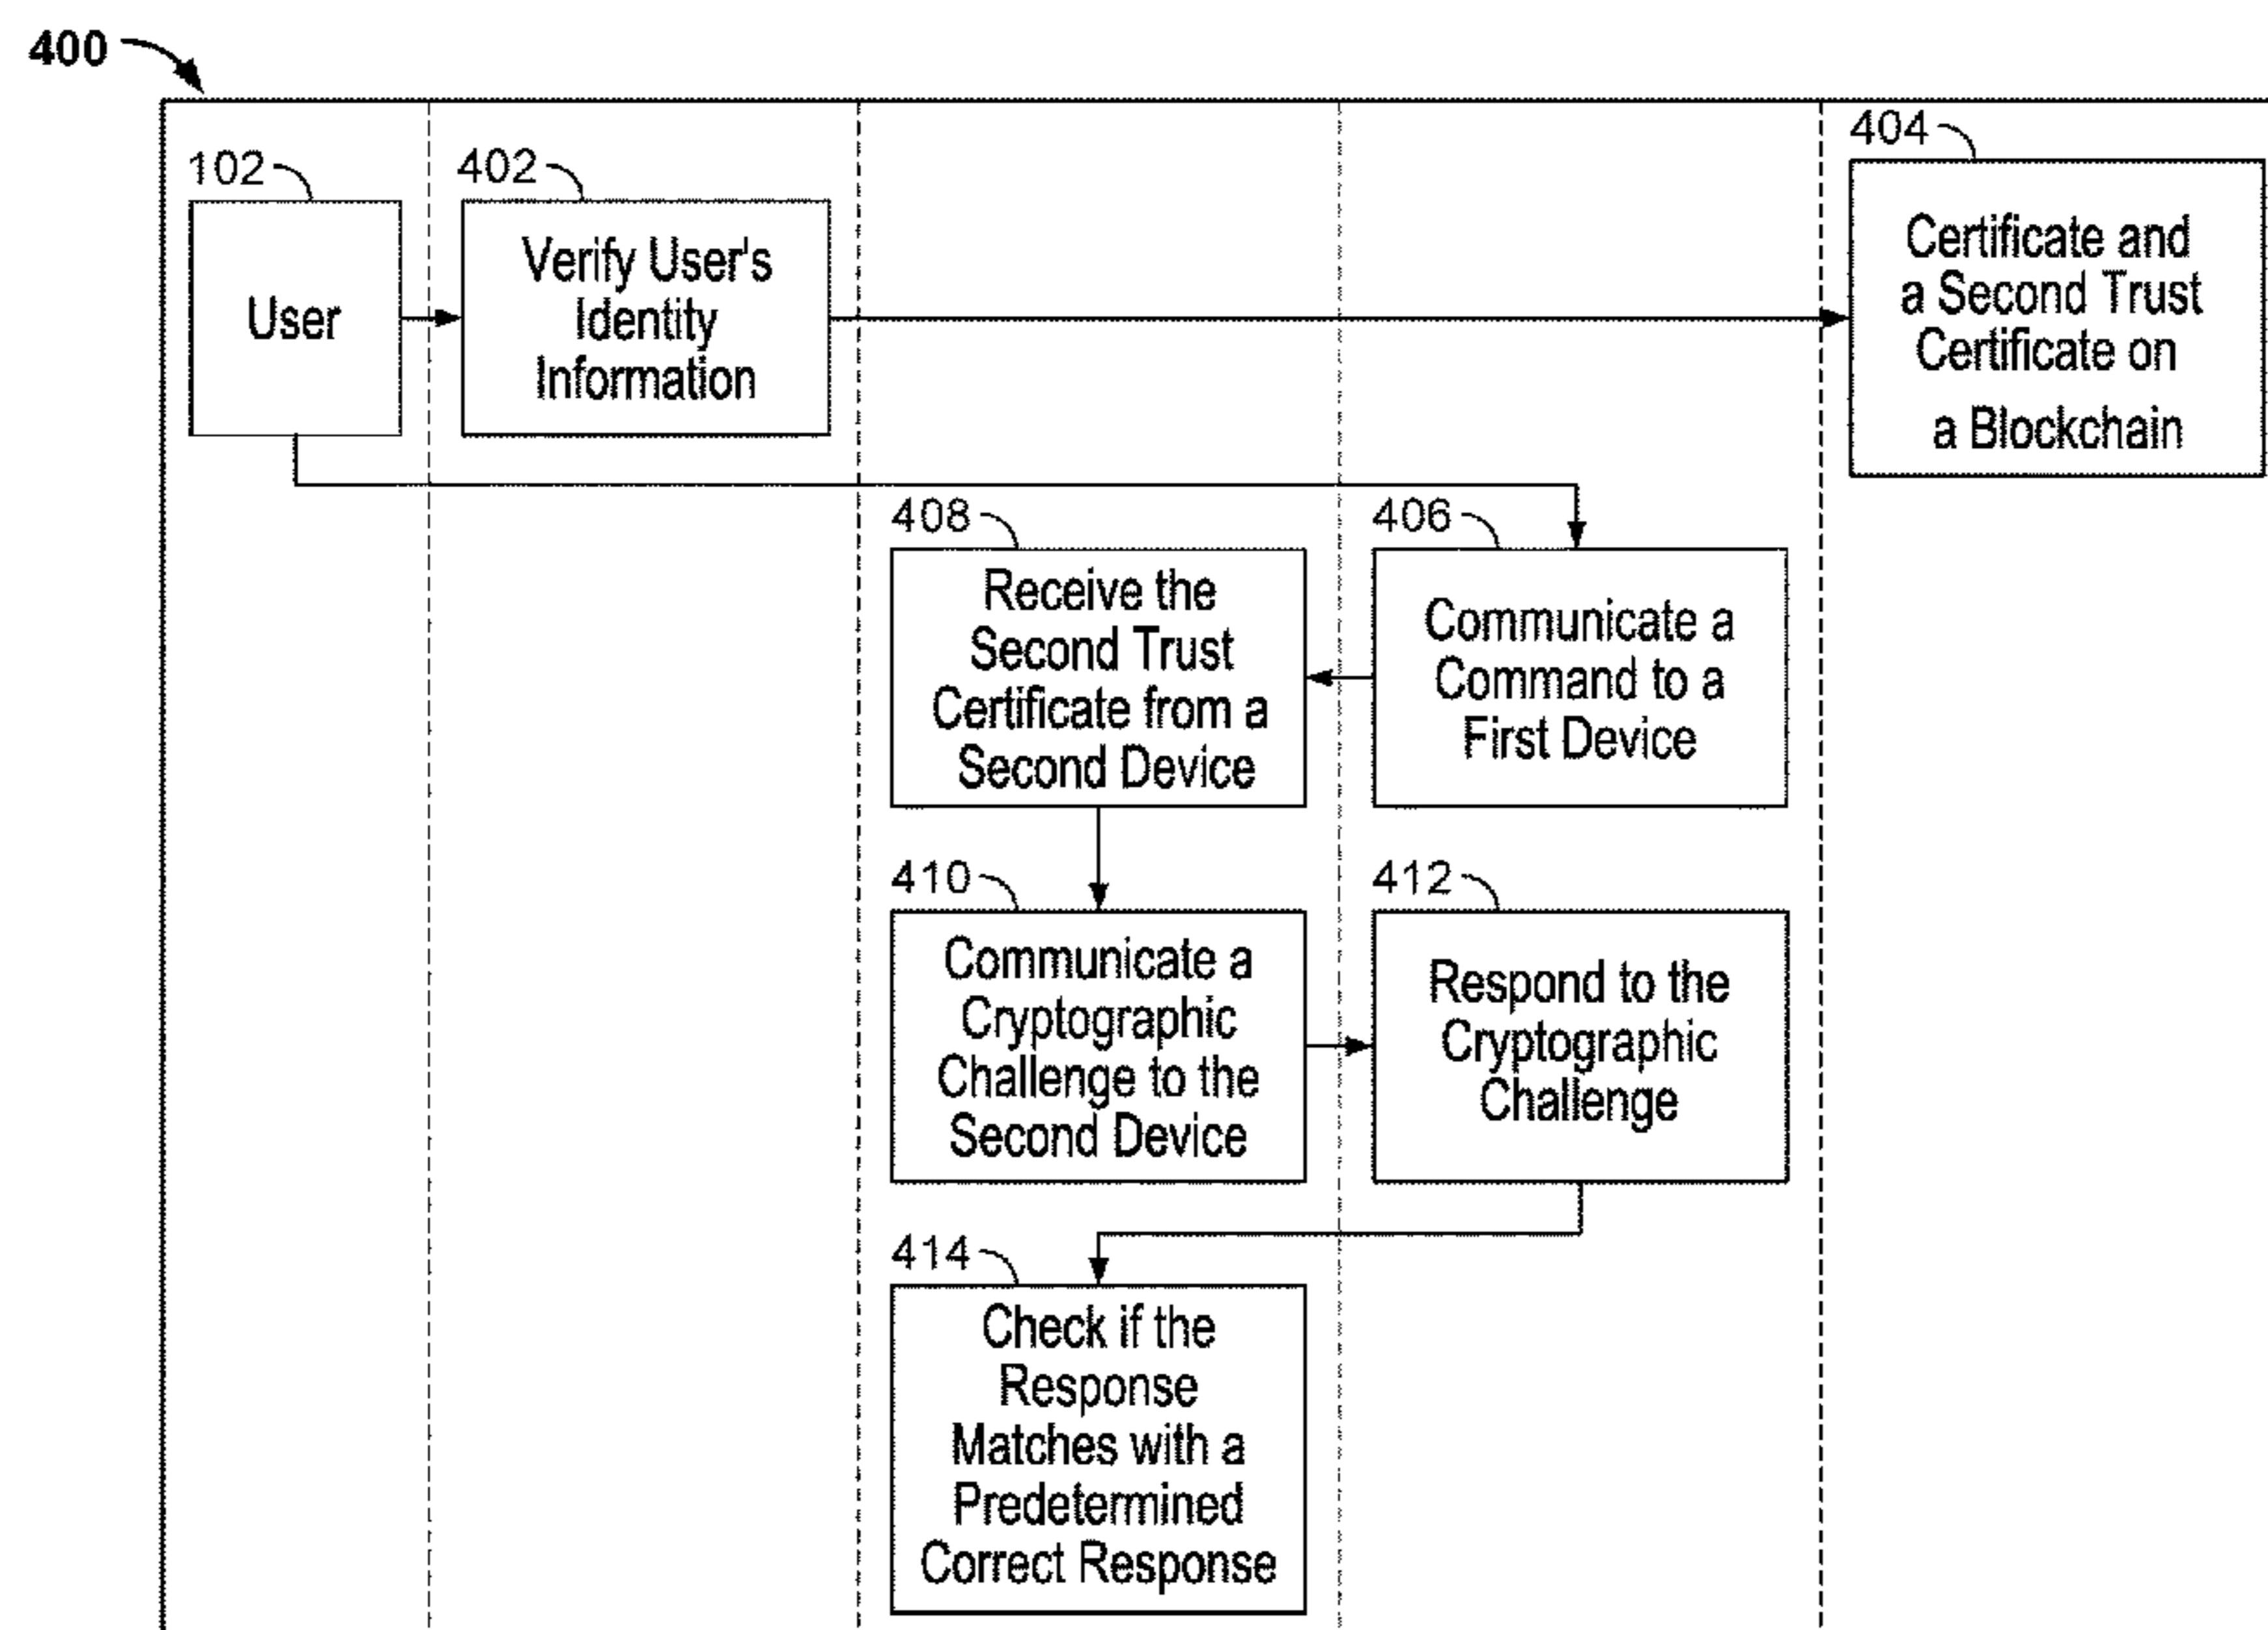 400
102
User
402
Verify User's
Identity
Information
404
Certificate and
a Second Trust
Certificate on
a Blockchain
408
Receive the
Second Trust
Certificate from a
Second Device
406
Communicate a
Command to a
First Device
410
Communicate a
Cryptographic
Challenge to the
Second Device
412
Respond to the
Cryptographic
Challenge
414
Check if the
Response
Matches with a
Predetermined
Correct Response